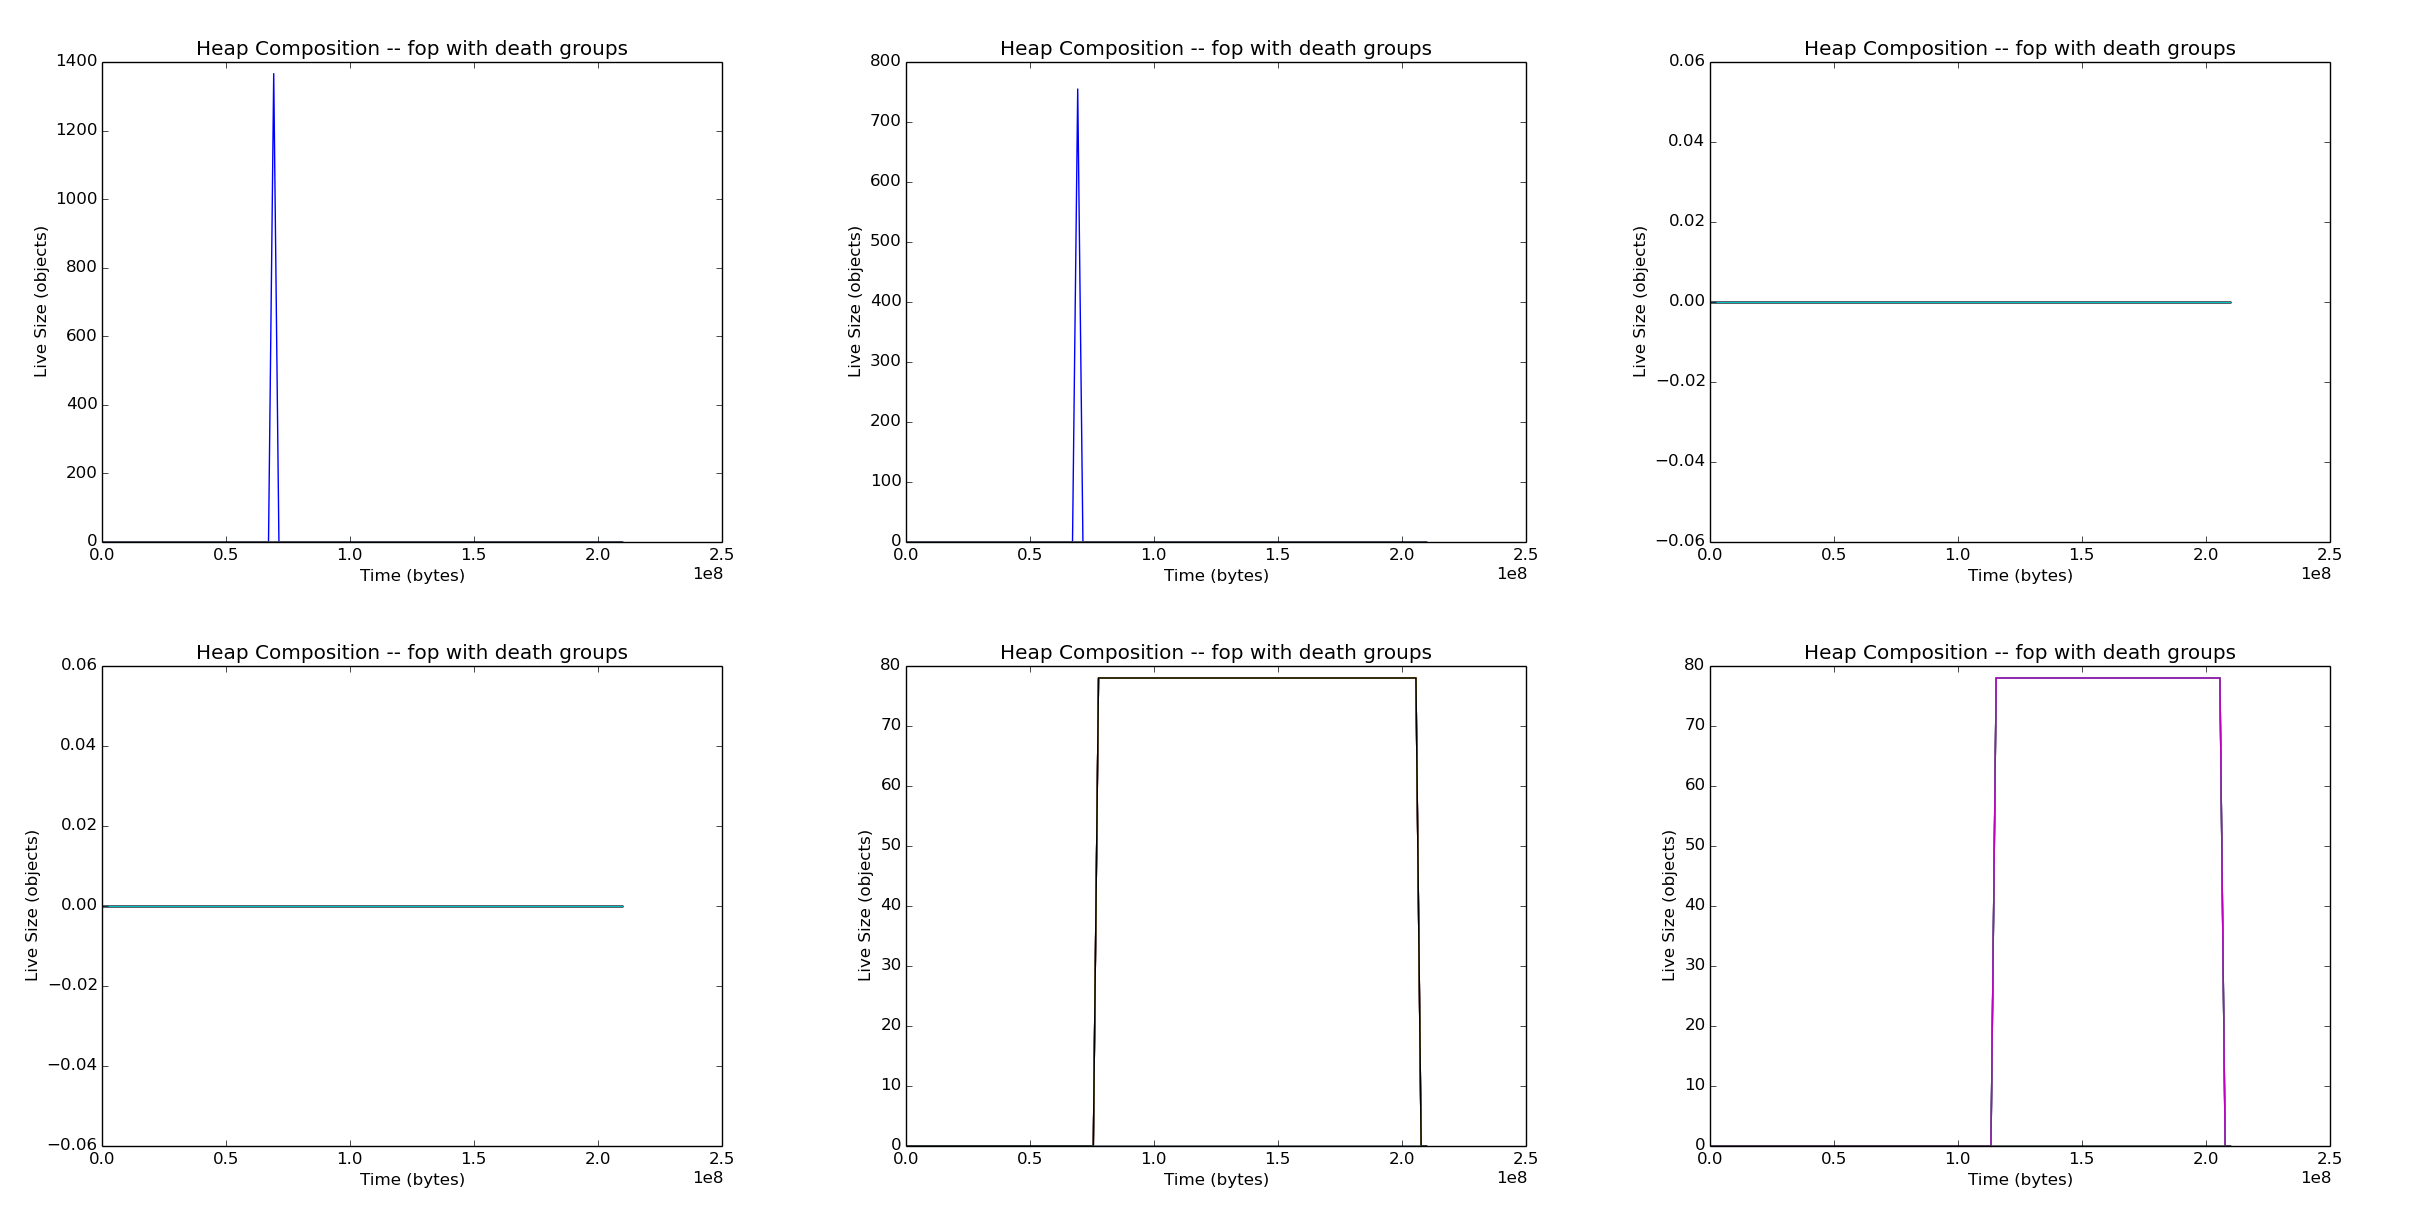 Heap Composition -- fop with death groups
1400
1200
1000
800
600
400
200
0
Live Size (objects)
0.0 0.5 1.0 1.5 2.0 2.5
1e8
Time (bytes)
Heap Composition -- fop with death groups
800
700
600
500
400
300
200
100
0
Live Size (objects)
0.0 0.5 1.0 1.5 2.0 2.5
1e8
Time (bytes)
Heap Composition -- fop with death groups
0.06
0.04
0.02
0.00
−0.02
−0.04
−0.06
Live Size (objects)
0.0 0.5 1.0 1.5 2.0 2.5
1e8
Time (bytes)
Heap Composition -- fop with death groups
0.06
0.04
0.02
0.00
−0.02
−0.04
−0.06
Live Size (objects)
0.0 0.5 1.0 1.5 2.0 2.5
1e8
Time (bytes)
Heap Composition -- fop with death groups
80
70
60
50
40
30
20
10
0
Live Size (objects)
0.0 0.5 1.0 1.5 2.0 2.5
1e8
Time (bytes)
Heap Composition -- fop with death groups
80
70
60
50
40
30
20
10
0
Live Size (objects)
0.0 0.5 1.0 1.5 2.0 2.5
1e8
Time (bytes)